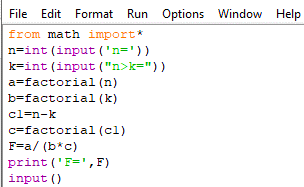 File Edit Format Run Options Window Help
from math import*
n=int(input('n='))
k=int(input("n>k="))
a=factorial(n)
b=factorial(k)
c1=n-k
c=factorial(c1)
F=a/(b*c)
print('F=',F)
input()